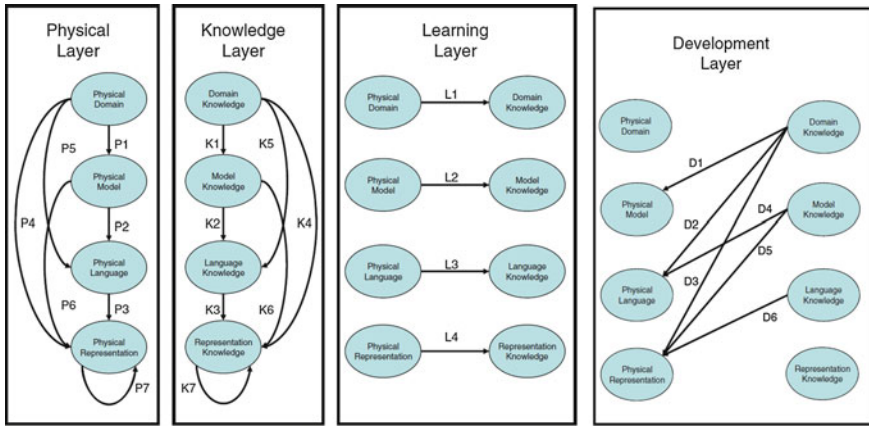 Physical
Layer
Physical
Domain
P5
P1
Physical
Model
P4
P2
Physical
Language
P6
P3
Physical
Representation
P7
Knowledge
Layer
Domain
Knowledge
K1
K5
Model
Knowledge
K2
K4
Language
Knowledge
K3
K6
Representation
Knowledge
K7
Learning
Layer
Physical
Domain
L1
Domain
Knowledge
Physical
Model
L2
Model
Knowledge
Physical
Language
L3
Language
Knowledge
Physical
Representation
L4
Representation
Knowledge
Development
Layer
Physical
Domain
Domain
Knowledge
D1
Physical
Model
Model
Knowledge
D2
D4
D5
Physical
Language
Language
Knowledge
D3
D6
Physical
Representation
Representation
Knowledge